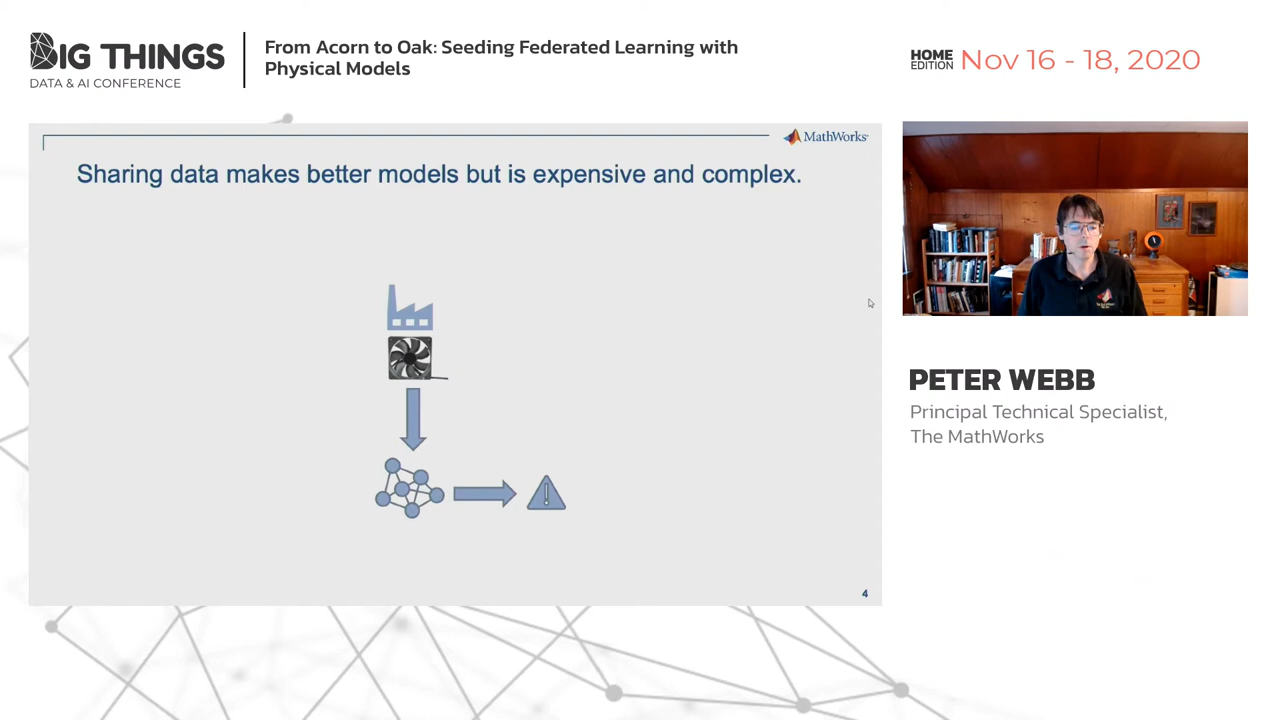 BIG THINGS
DATA & AI CONFERENCE
From Acorn to Oak: Seeding Federated Learning with
Physical Models
HOME
EDITION
Nov 16 - 18, 2020
MathWorks
Sharing data makes better models but is expensive and complex.
4
PETER WEBB
Principal Technical Specialist,
The MathWorks